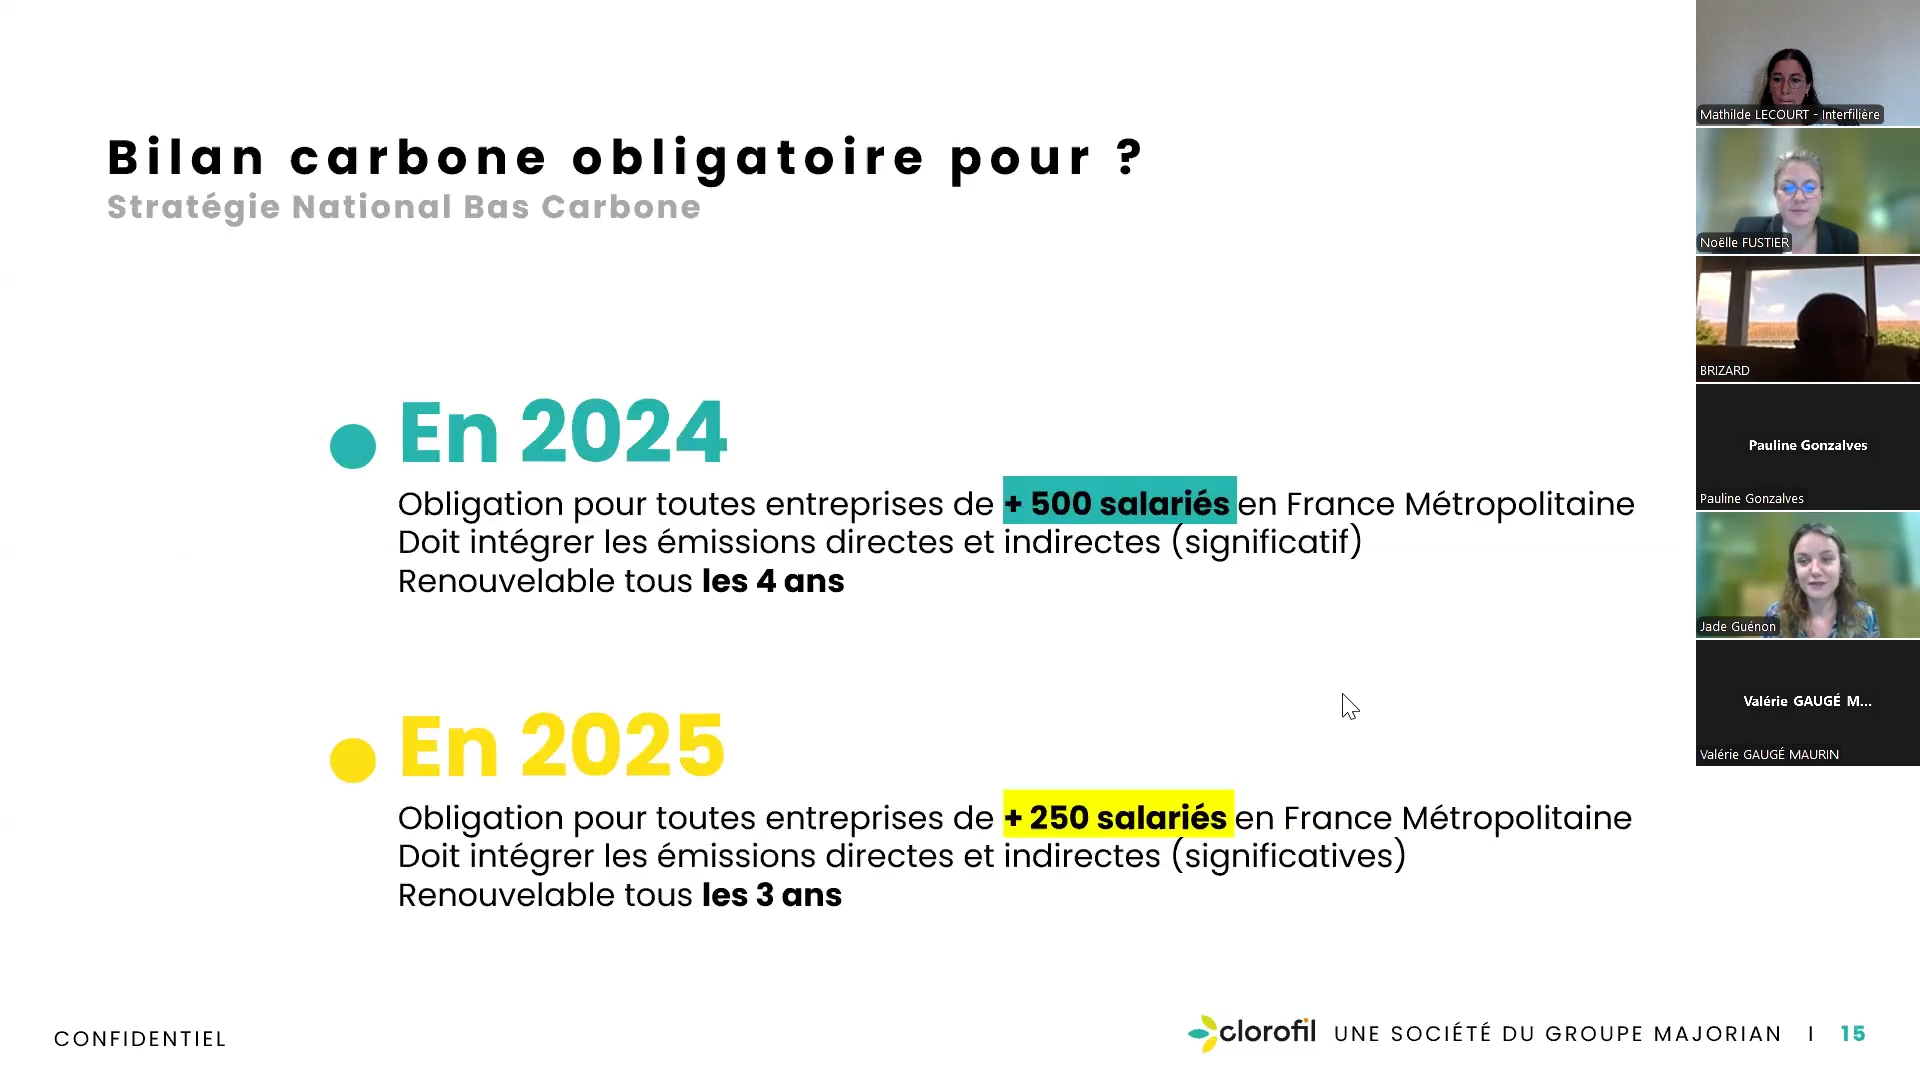 Bilan carbone obligatoire pour ?
Stratégie National Bas Carbone
En 2024
Obligation pour toutes entreprises de + 500 salariés en France Métropolitaine
Doit intégrer les émissions directes et indirectes (significatif)
Renouvelable tous les 4 ans
En 2025
Obligation pour toutes entreprises de + 250 salariés en France Métropolitaine
Doit intégrer les émissions directes et indirectes (significatives)
Renouvelable tous les 3 ans
CONFIDENTIEL
clorofil UNE SOCIÉTÉ DU GROUPE MAJORIAN I 15
Mathilde LECOURT - Interfilière
Noëlle FUSTIER
BRIZARD
Pauline Gonzalves
Pauline Gonzalves
Jade Guénon
Valérie GAUGÉ M...
Valérie GAUGÉ MAURIN